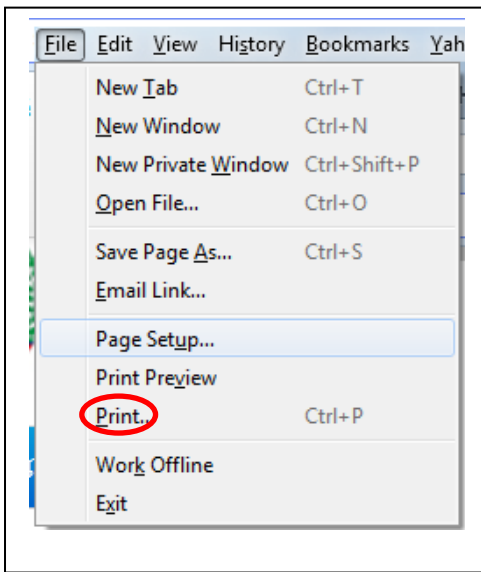 File Edit View History Bookmarks Yah
New Tab Ctrl+T
New Window Ctrl+N
New Private Window Ctrl+Shift+P
Open File... Ctrl+O
Save Page As... Ctrl+S
Email Link...
Page Setup...
Print Preview
Print... Ctrl+P
Work Offline
Exit